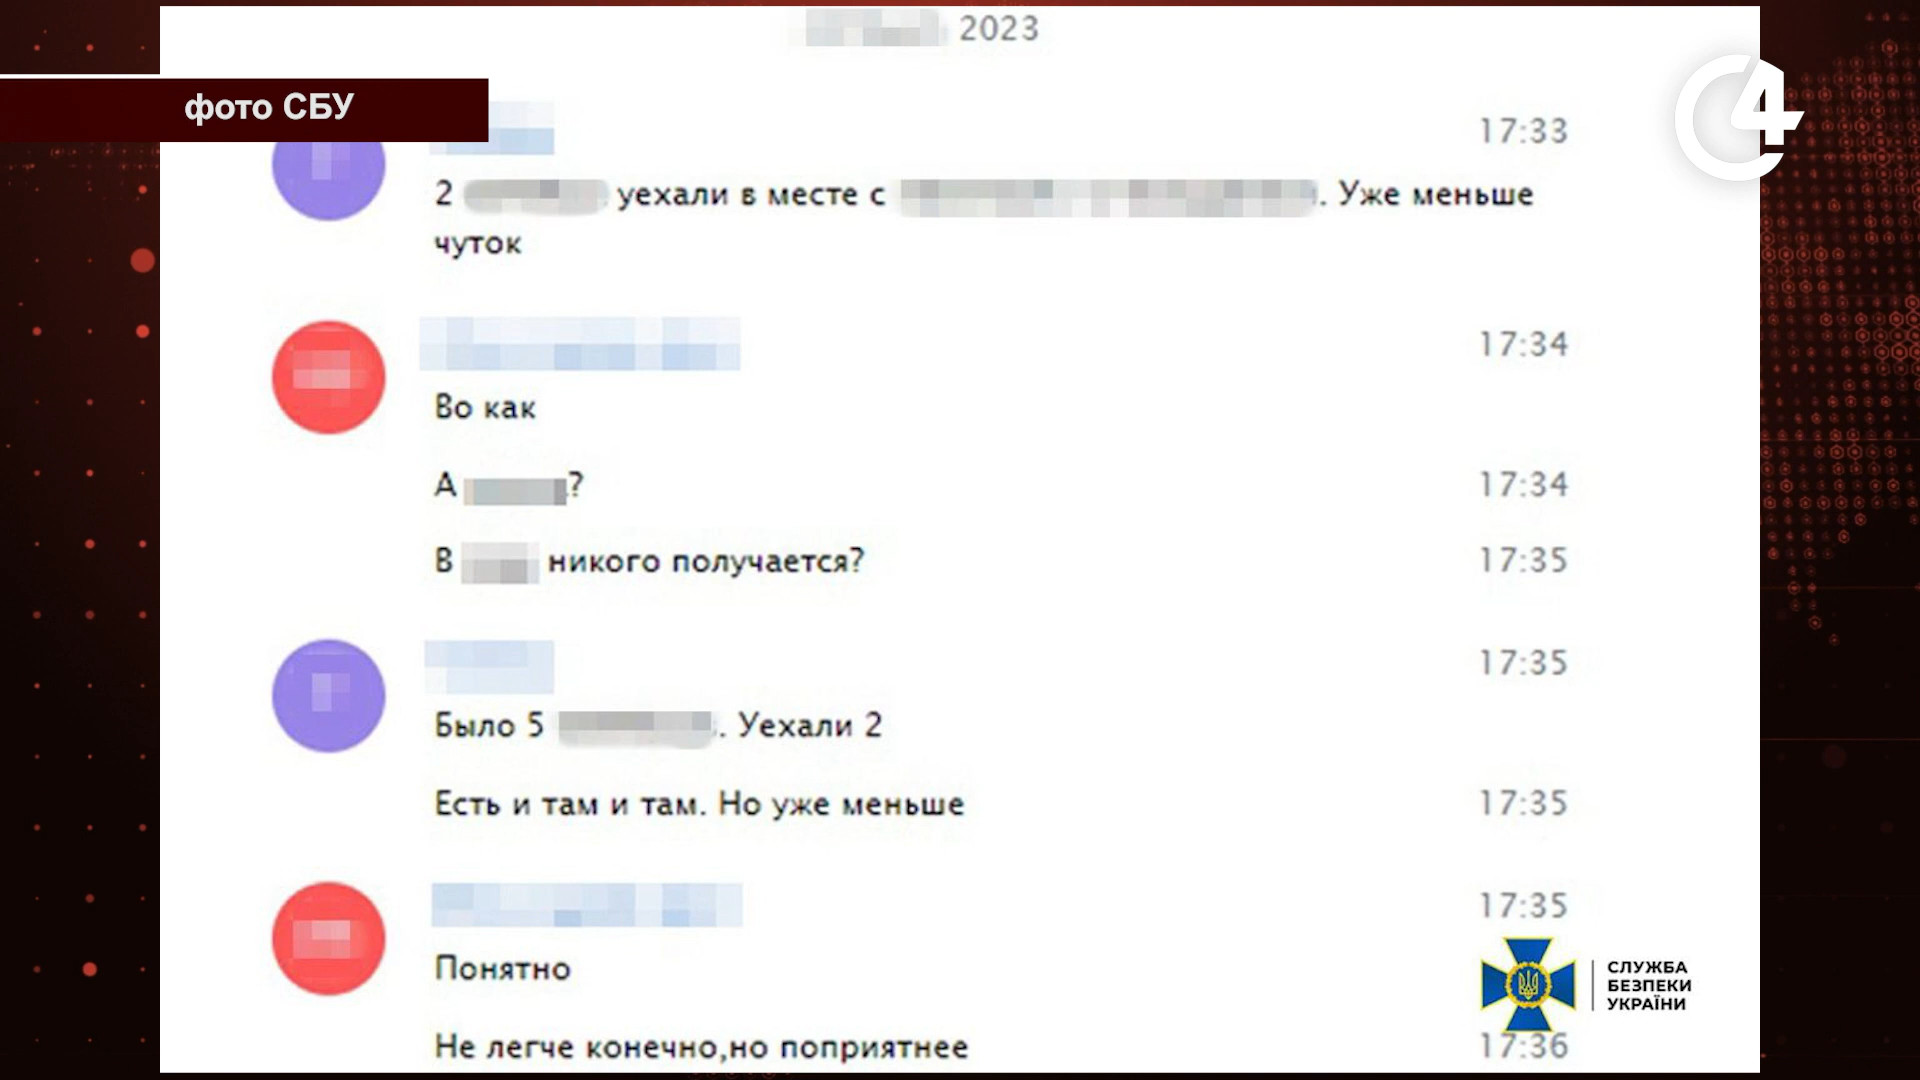 2023
фото СБУ
17:33
2 уехали в месте с . Уже меньше
чуток
17:34
Во как
А ? 17:34
В никого получается? 17:35
17:35
Было 5 . Уехали 2
Есть и там и там. Но уже меньше 17:35
17:35
Понятно
СЛУЖБА
БЕЗПЕКИ
УКРАЇНИ
Не легче конечно,но поприятнее 17:36
4